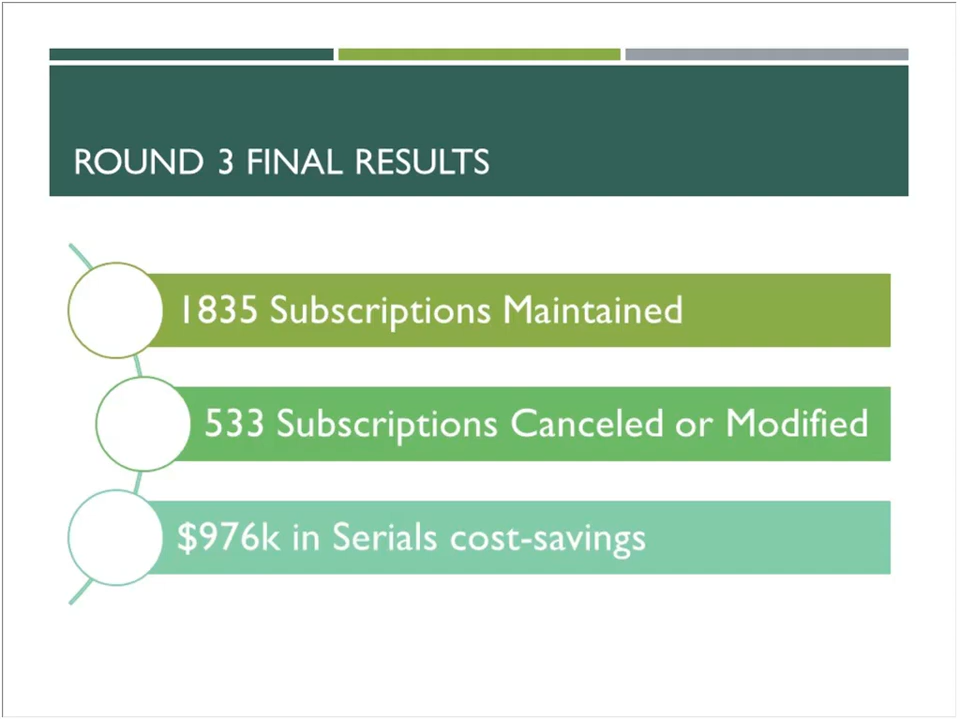 ROUND 3 FINAL RESULTS
1835 Subscriptions Maintained
533 Subscriptions Canceled or Modified
$976k in Serials cost-savings